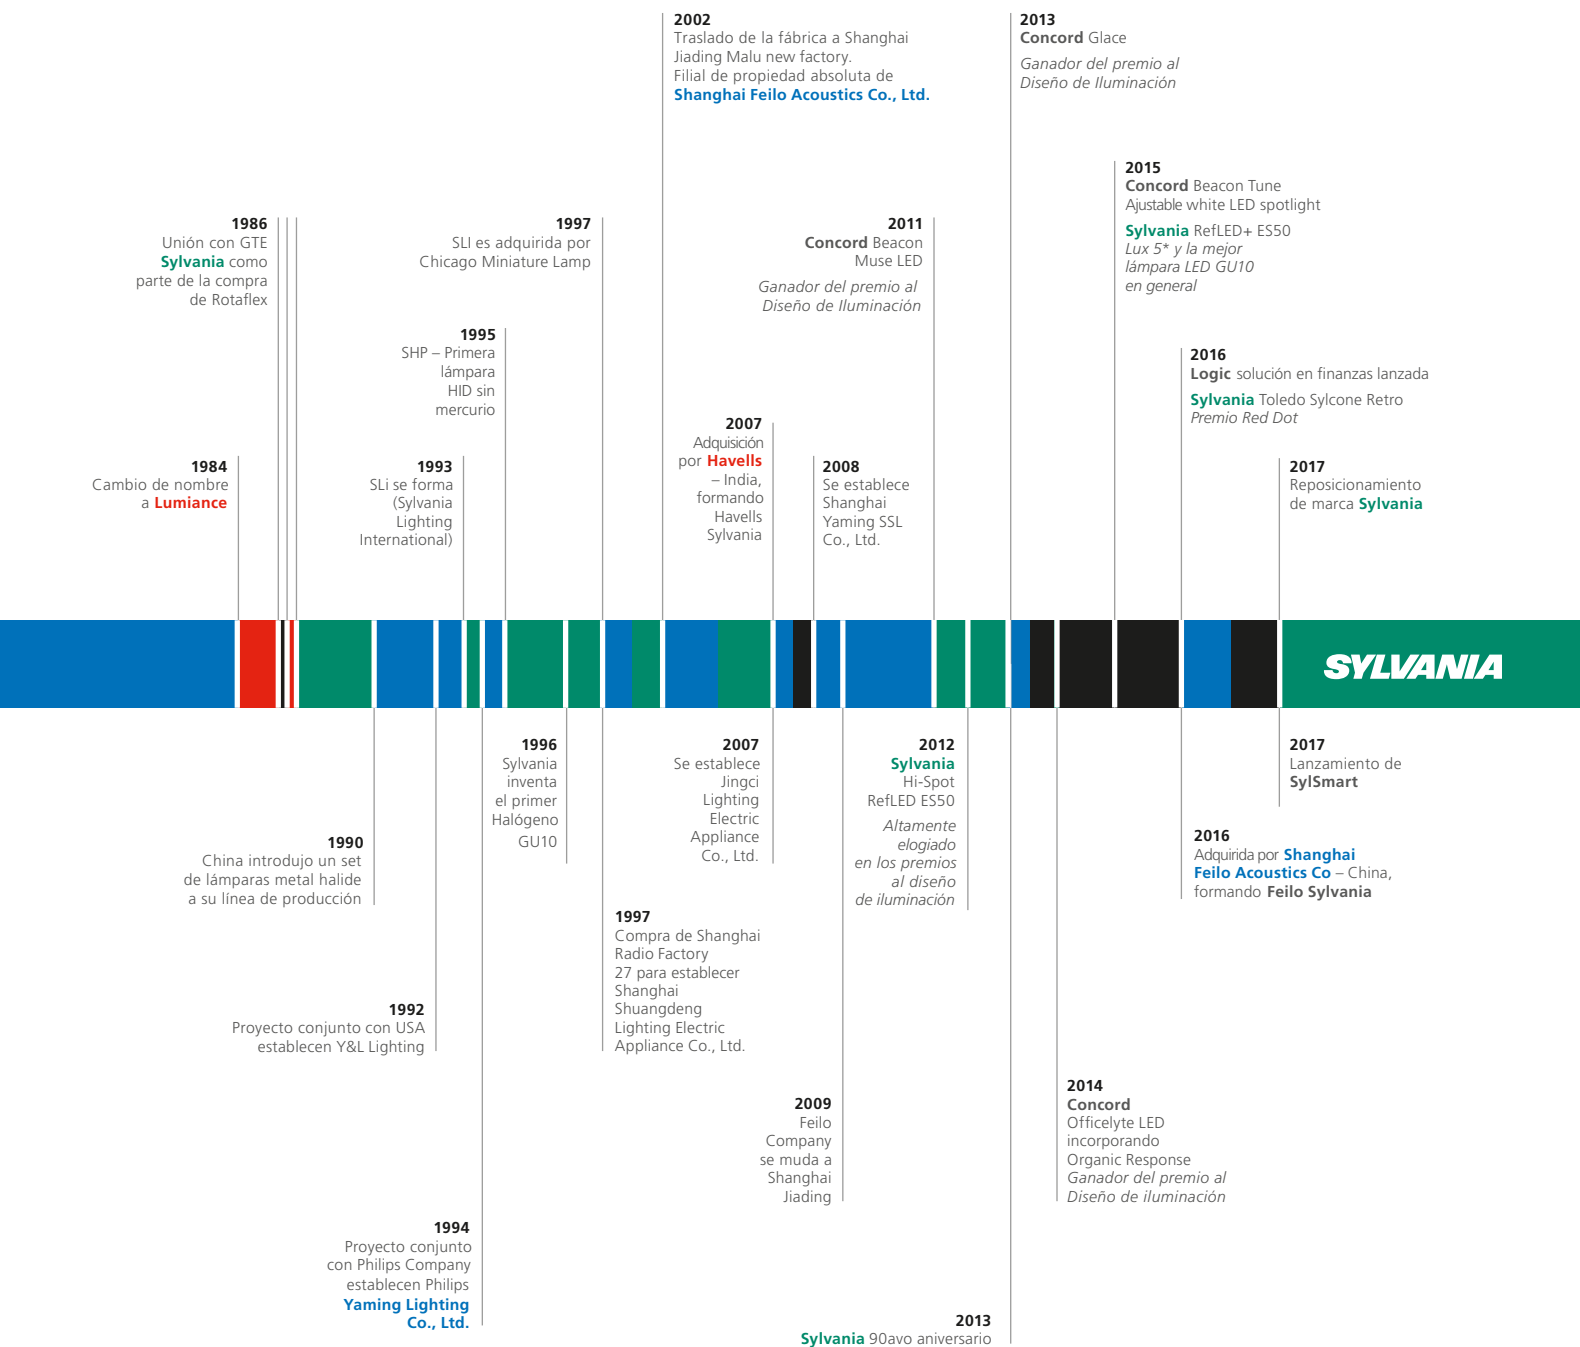 2002
Traslado de la fábrica a Shanghai
Jiading Malu new factory.
Filial de propiedad absoluta de
Shanghai Feilo Acoustics Co., Ltd.
2013
Concord Glace
Ganador del premio al
Diseño de Iluminación
2015
Concord Beacon Tune
Ajustable white LED spotlight
Sylvania RefLED+ ES50
Lux 5* y la mejor
lámpara LED GU10
en general
1986
Unión con GTE
Sylvania como
parte de la compra
de Rotaflex
1997
SLI es adquirida por
Chicago Miniature Lamp
2011
Concord Beacon
Muse LED
Ganador del premio al
Diseño de Iluminación
1995
SHP – Primera
lámpara
HID sin
mercurio
2016
Logic solución en finanzas lanzada
Sylvania Toledo Sylcone Retro
Premio Red Dot
2007
Adquisición
por Havells
– India,
formando
Havells
Sylvania
1984
Cambio de nombre
a Lumiance
1993
SLi se forma
(Sylvania
Lighting
International)
2008
Se establece
Shanghai
Yaming SSL
Co., Ltd.
2017
Reposicionamiento
de marca Sylvania
SYLVANIA
1996
Sylvania
inventa
el primer
Halógeno
GU10
2007
Se establece
Jingci
Lighting
Electric
Appliance
Co., Ltd.
2012
Sylvania
Hi-Spot
RefLED ES50
Altamente
elogiado
en los premios
al diseño
de iluminación
2017
Lanzamiento de
SylSmart
1990
China introdujo un set
de lámparas metal halide
a su línea de producción
2016
Adquirida por Shanghai
Feilo Acoustics Co – China,
formando Feilo Sylvania
1997
Compra de Shanghai
Radio Factory
27 para establecer
Shanghai
Shuangdeng
Lighting Electric
Appliance Co., Ltd.
1992
Proyecto conjunto con USA
establecen Y&L Lighting
2009
Feilo
Company
se muda a
Shanghai
Jiading
2014
Concord
Officelyte LED
incorporando
Organic Response
Ganador del premio al
Diseño de iluminación
1994
Proyecto conjunto
con Philips Company
establecen Philips
Yaming Lighting
Co., Ltd.
2013
Sylvania 90avo aniversario